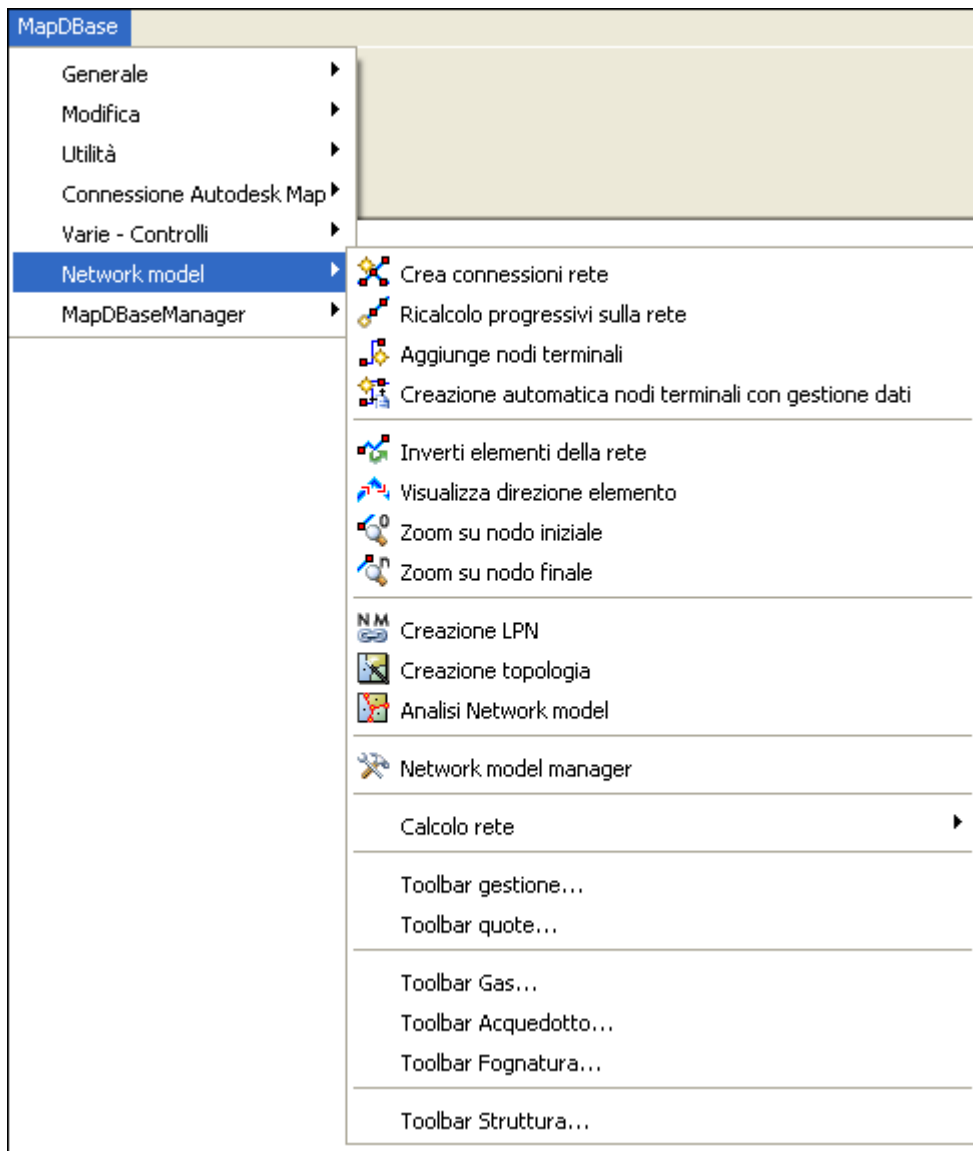 MapDBase
Generale
Modifica
Utilità
Connessione Autodesk Map
Varie - Controlli
Network model
MapDBaseManager
Crea connessioni rete
Ricalcolo progressivi sulla rete
Aggiunge nodi terminali
Creazione automatica nodi terminali con gestione dati
Inverti elementi della rete
Visualizza direzione elemento
Zoom su nodo iniziale
Zoom su nodo finale
Creazione LPN
Creazione topologia
Analisi Network model
Network model manager
Calcolo rete
Toolbar gestione...
Toolbar quote...
Toolbar Gas...
Toolbar Acquedotto...
Toolbar Fognatura...
Toolbar Struttura...